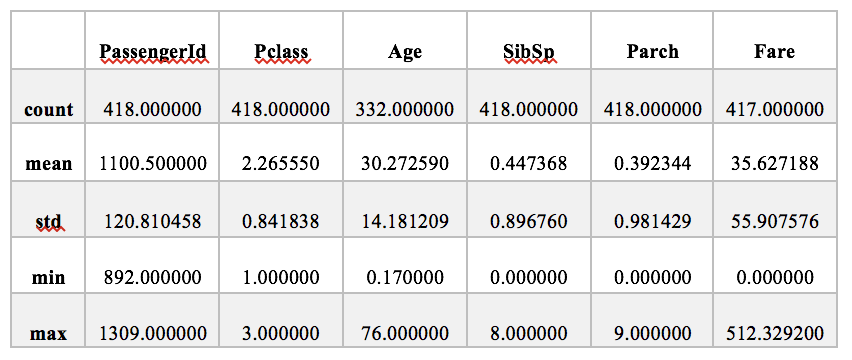 PassengerId Pclass Age SibSp Parch Fare
count 418.000000 418.000000 332.000000 418.000000 418.000000 417.000000
mean 1100.500000 2.265550 30.272590 0.447368 0.392344 35.627188
std 120.810458 0.841838 14.181209 0.896760 0.981429 55.907576
min 892.000000 1.000000 0.170000 0.000000 0.000000 0.000000
max 1309.000000 3.000000 76.000000 8.000000 9.000000 512.329200